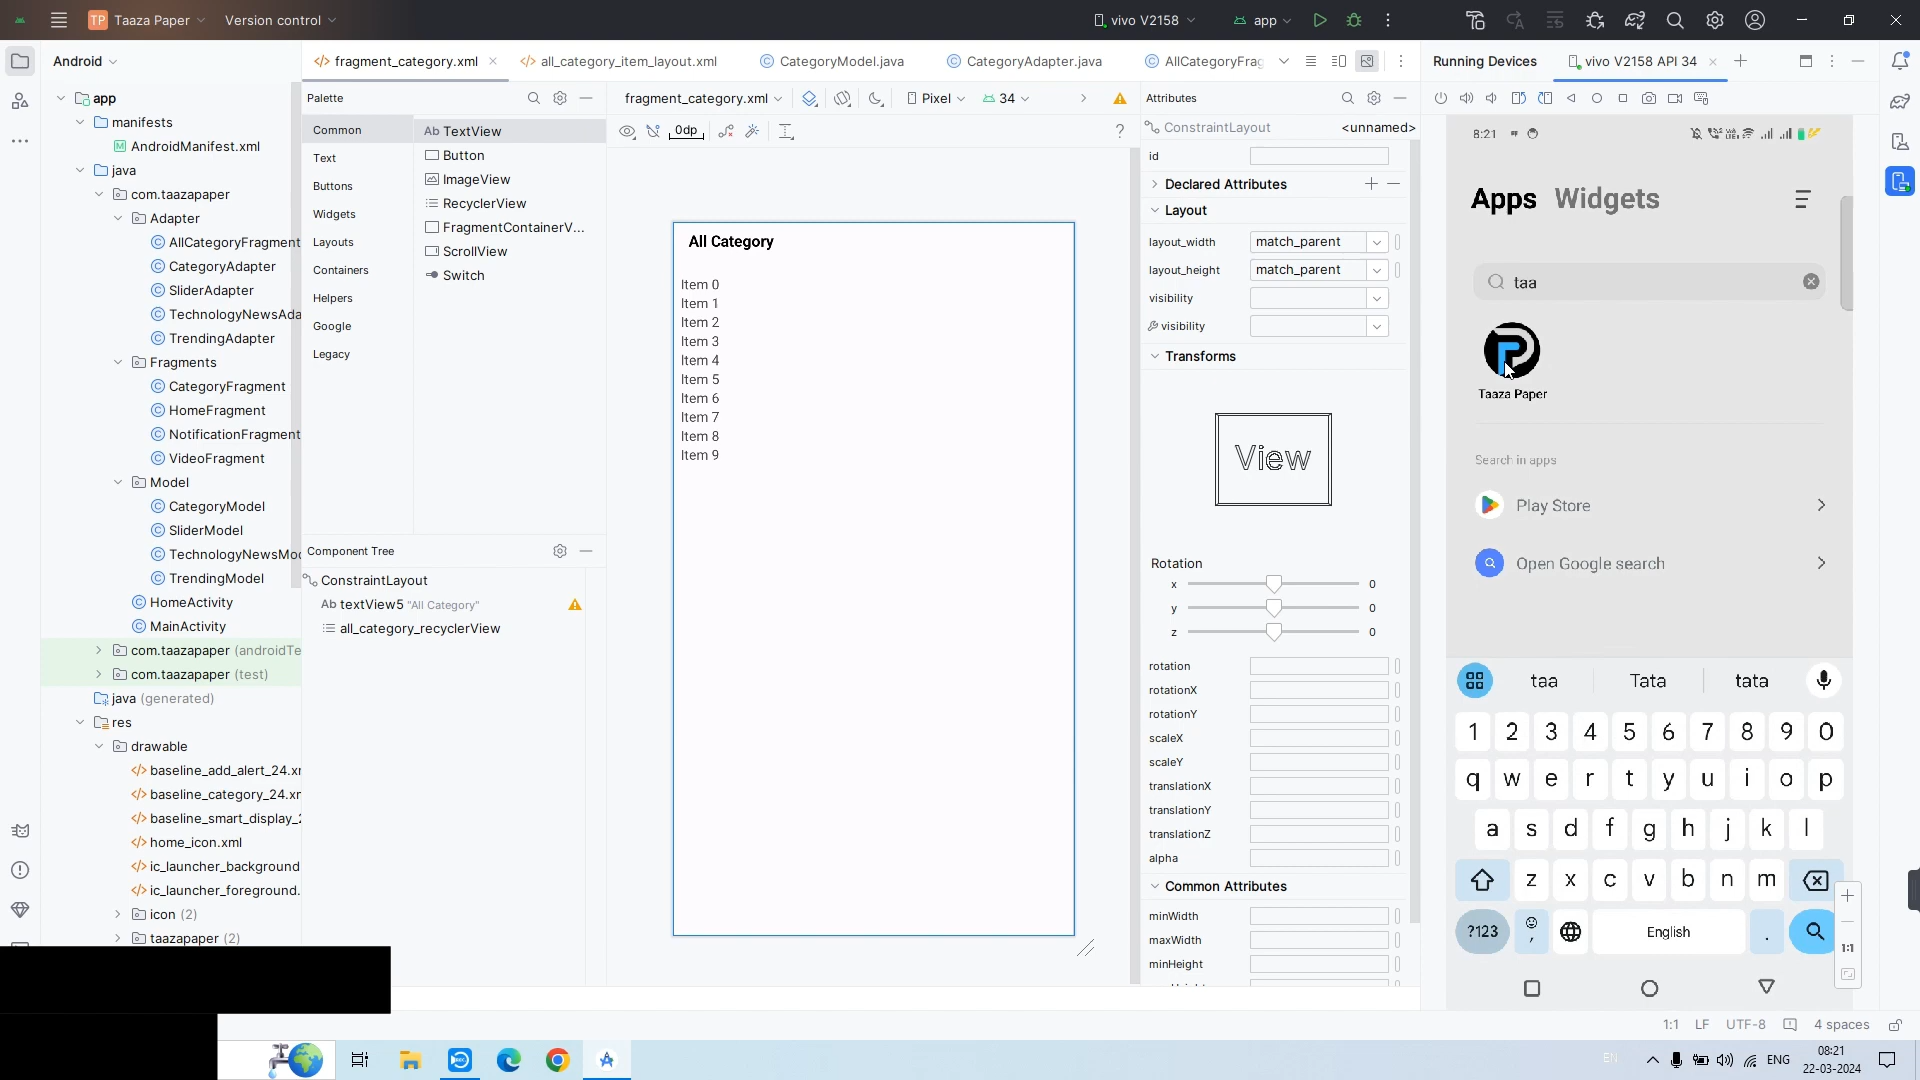 TP Taaza Paper
Version control
vivo V2158
app
Android
fragment_category.xml
all_category_item_layout.xml
CategoryModel.java
CategoryAdapter.java
AllCategoryFrag
Running Devices
vivo V2158 API 34
app
manifests
AndroidManifest.xml
java
com.taazapaper
Adapter
AllCategoryFragment
CategoryAdapter
SliderAdapter
TechnologyNewsAda
TrendingAdapter
Fragments
CategoryFragment
HomeFragment
NotificationFragment
VideoFragment
Model
CategoryModel
SliderModel
TechnologyNewsMo
TrendingModel
HomeActivity
MainActivity
com.taazapaper (androidTe
com.taazapaper (test)
java (generated)
res
drawable
baseline_add_alert_24.xr
baseline_category_24.xr
baseline_smart_display_2
home_icon.xml
ic_launcher_background
ic_launcher_foreground.
icon (2)
taazapaper (2)
Palette
Common
Text
Buttons
Widgets
Layouts
Containers
Helpers
Google
Legacy
Ab TextView
Button
ImageView
RecyclerView
FragmentContainerV...
ScrollView
Switch
Component Tree
ConstraintLayout
Ab textView5 "All Category"
all_category_recyclerView
fragment_category.xml
Pixel
34
0dp
?
All Category
Item 0
Item 1
Item 2
Item 3
Item 4
Item 5
Item 6
Item 7
Item 8
Item 9
Attributes
ConstraintLayout <unnamed>
id
Declared Attributes
Layout
layout_width match_parent
layout_height match_parent
visibility
visibility
Transforms
View
Rotation
x 0
y 0
z 0
rotation
rotationX
rotationY
scaleX
scaleY
translationX
translationY
translationZ
alpha
Common Attributes
minWidth
maxWidth
minHeight
8:21
Apps Widgets
taa
Taaza Paper
Search in apps
Play Store
Open Google search
taa Tata tata
1 2 3 4 5 6 7 8 9 0
q w e r t y u i o p
a s d f g h j k l
z x c v b n m
?123 , English .
1:1
1:1 LF UTF-8 4 spaces
EN
ENG
08:21
22-03-2024